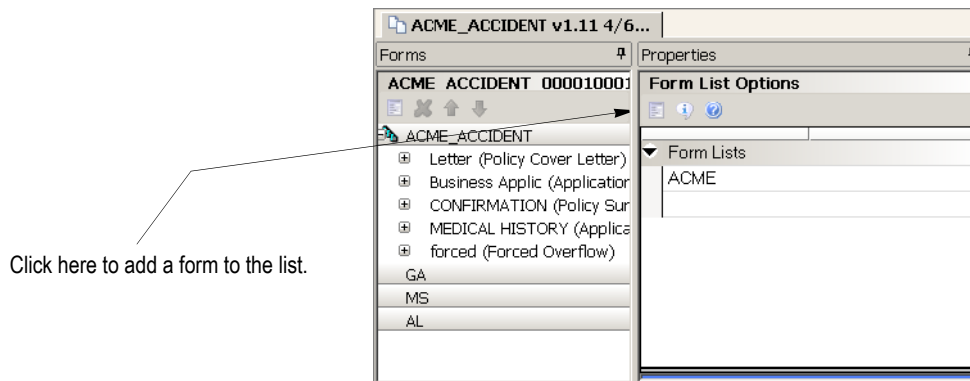 ACME_ACCIDENT v1.11 4/6...
Forms
Properties
ACME ACCIDENT 000010001
Form List Options
ACME_ACCIDENT
Letter (Policy Cover Letter)
Business Applic (Application
CONFIRMATION (Policy Sur
MEDICAL HISTORY (Applica
forced (Forced Overflow)
GA
MS
AL
Form Lists
ACME
Click here to add a form to the list.